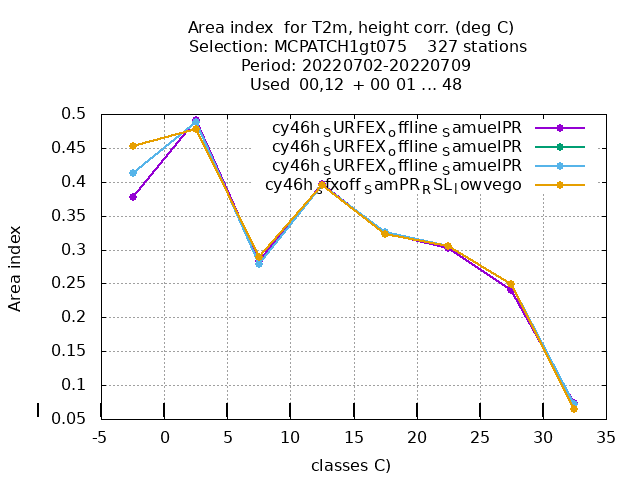 Area index  for T2m, height corr. (deg C)
Selection: MCPATCH1gt075    327 stations
Period: 20220702-20220709
Used  00,12  + 00 01 ... 48
0.5
0.45
0.4
0.35
0.3
0.25
0.2
0.15
0.1
0.05
Area index
cy46h_SURFEX_offline_SamuelPR
cy46h_SURFEX_offline_SamuelPR
cy46h_SURFEX_offline_SamuelPR
cy46h_sfxoff_SamPR_RSL_lowvego
-5
0
5
10
15
20
25
30
35
classes C)